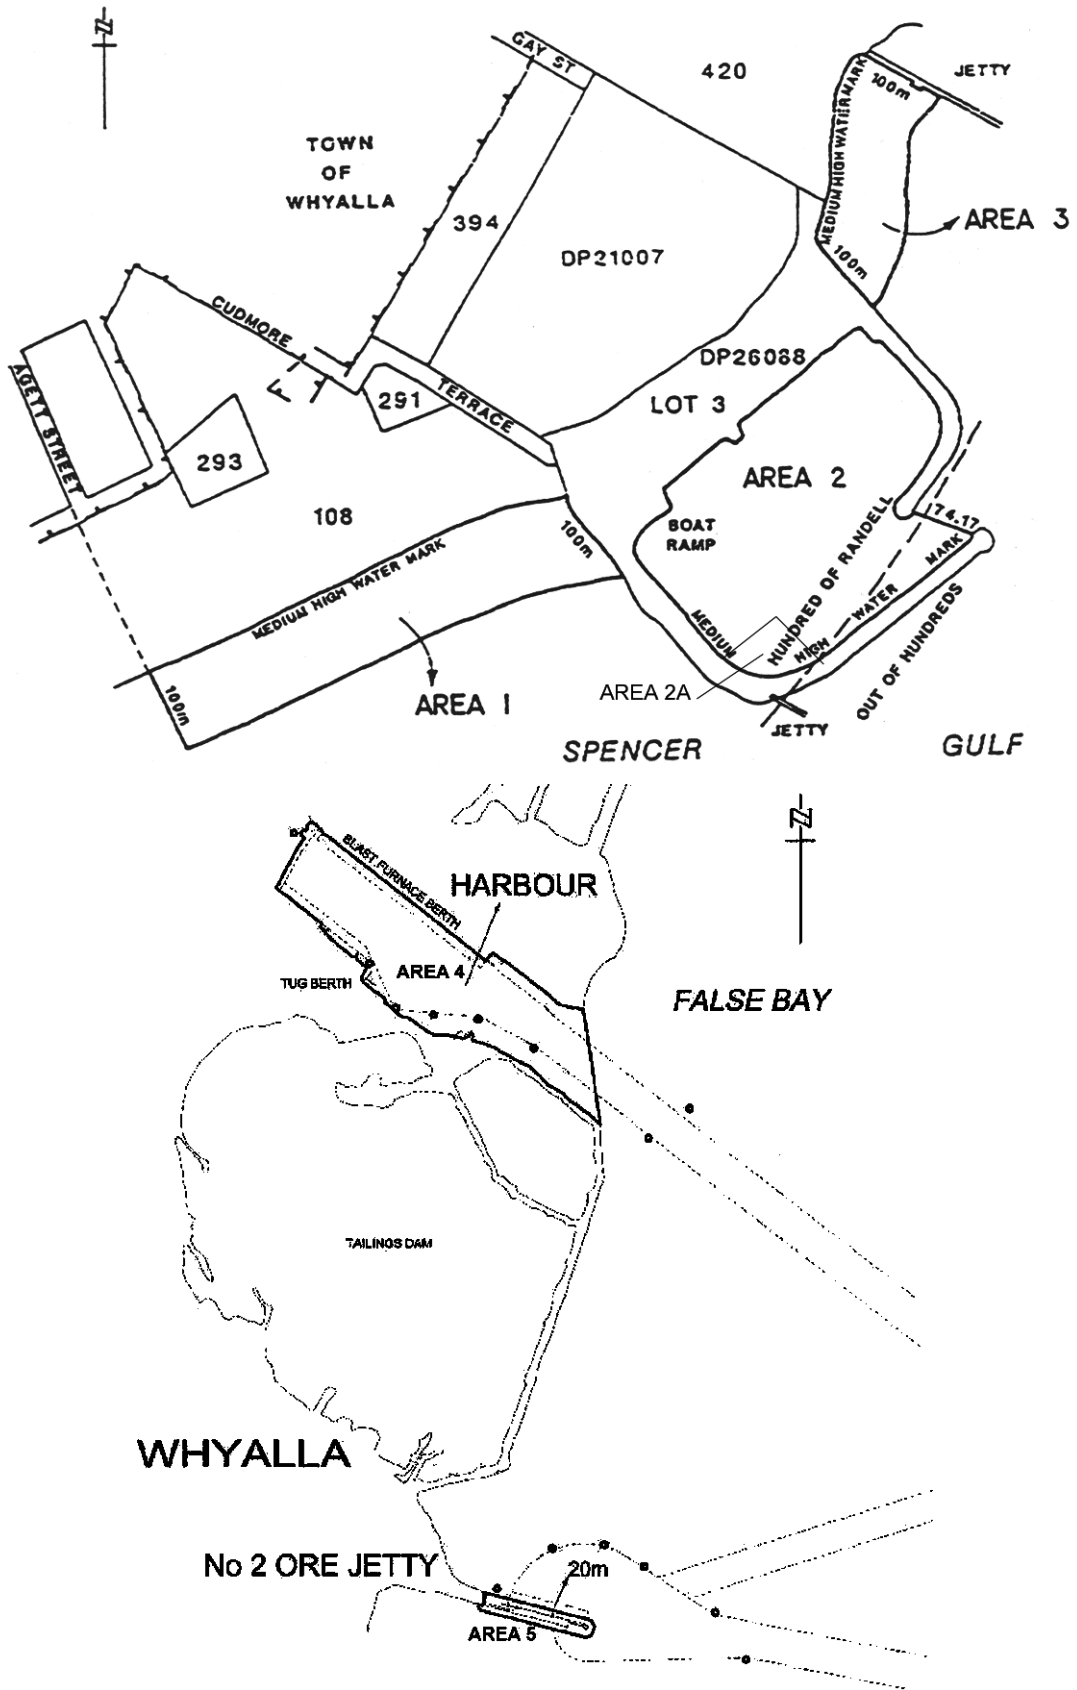 N
GAY ST
420
JETTY
100m
MEDIUM HIGH WATER MARK
TOWN
OF
WHYALLA
394
AREA 3
DP21007
100m
CUDMORE
DP26088
LOT 3
291
TERRACE
AGETT STREET
293
AREA 2
108
BOAT
RAMP
74.17
100m
HUNDRED OF RANDELL
MEDIUM HIGH WATER MARK
MEDIUM HIGH WATER MARK
OUT OF HUNDREDS
100m
AREA 1
AREA 2A
JETTY
SPENCER GULF
N
BLAST FURNACE BERTH
HARBOUR
AREA 4
TUG BERTH
FALSE BAY
TAILINGS DAM
WHYALLA
No 2 ORE JETTY
20m
AREA 5